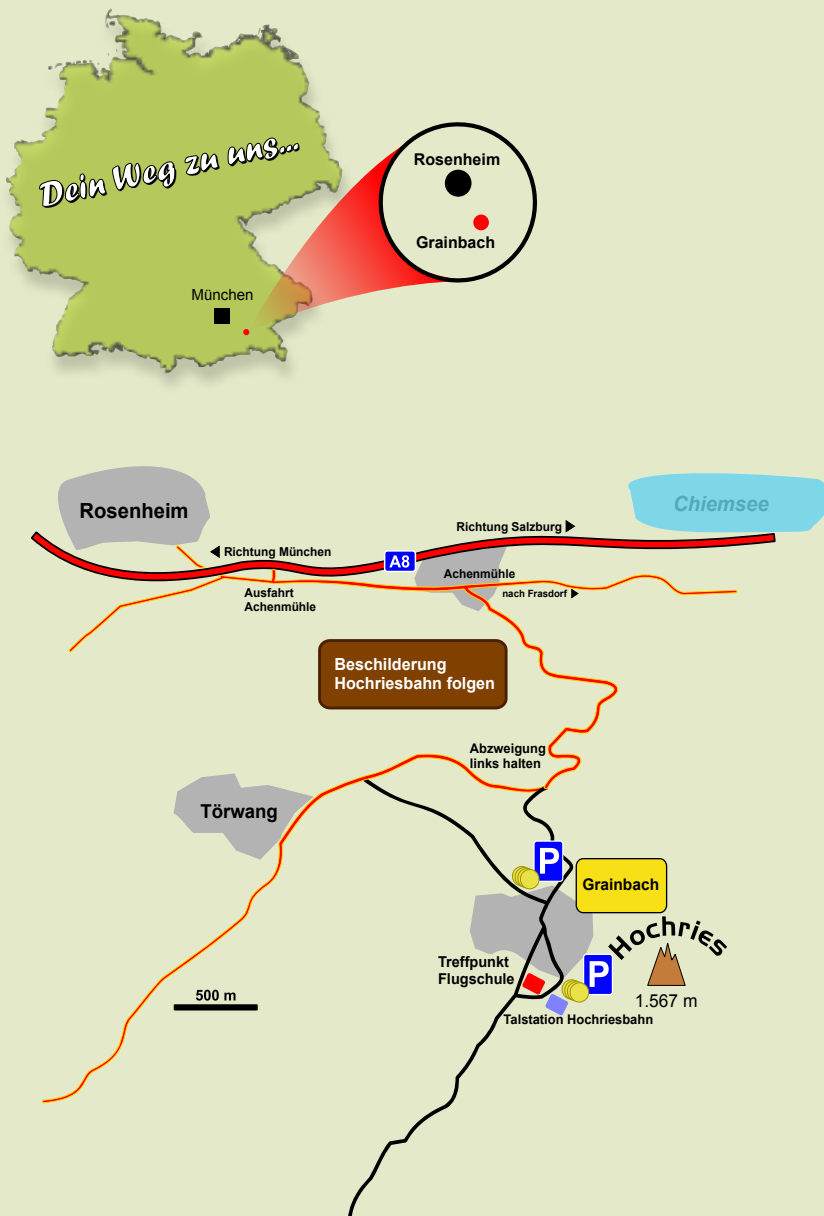 Dein Weg zu uns...
München
Rosenheim
Grainbach
Rosenheim
Chiemsee
Richtung Salzburg
Richtung München
A8
Achenmühle
Ausfahrt
Achenmühle
nach Frasdorf
Beschilderung
Hochriesbahn folgen
Abzweigung
links halten
Törwang
P
Grainbach
Hochries
Treffpunkt
Flugschule
P
1.567 m
500 m
Talstation Hochriesbahn